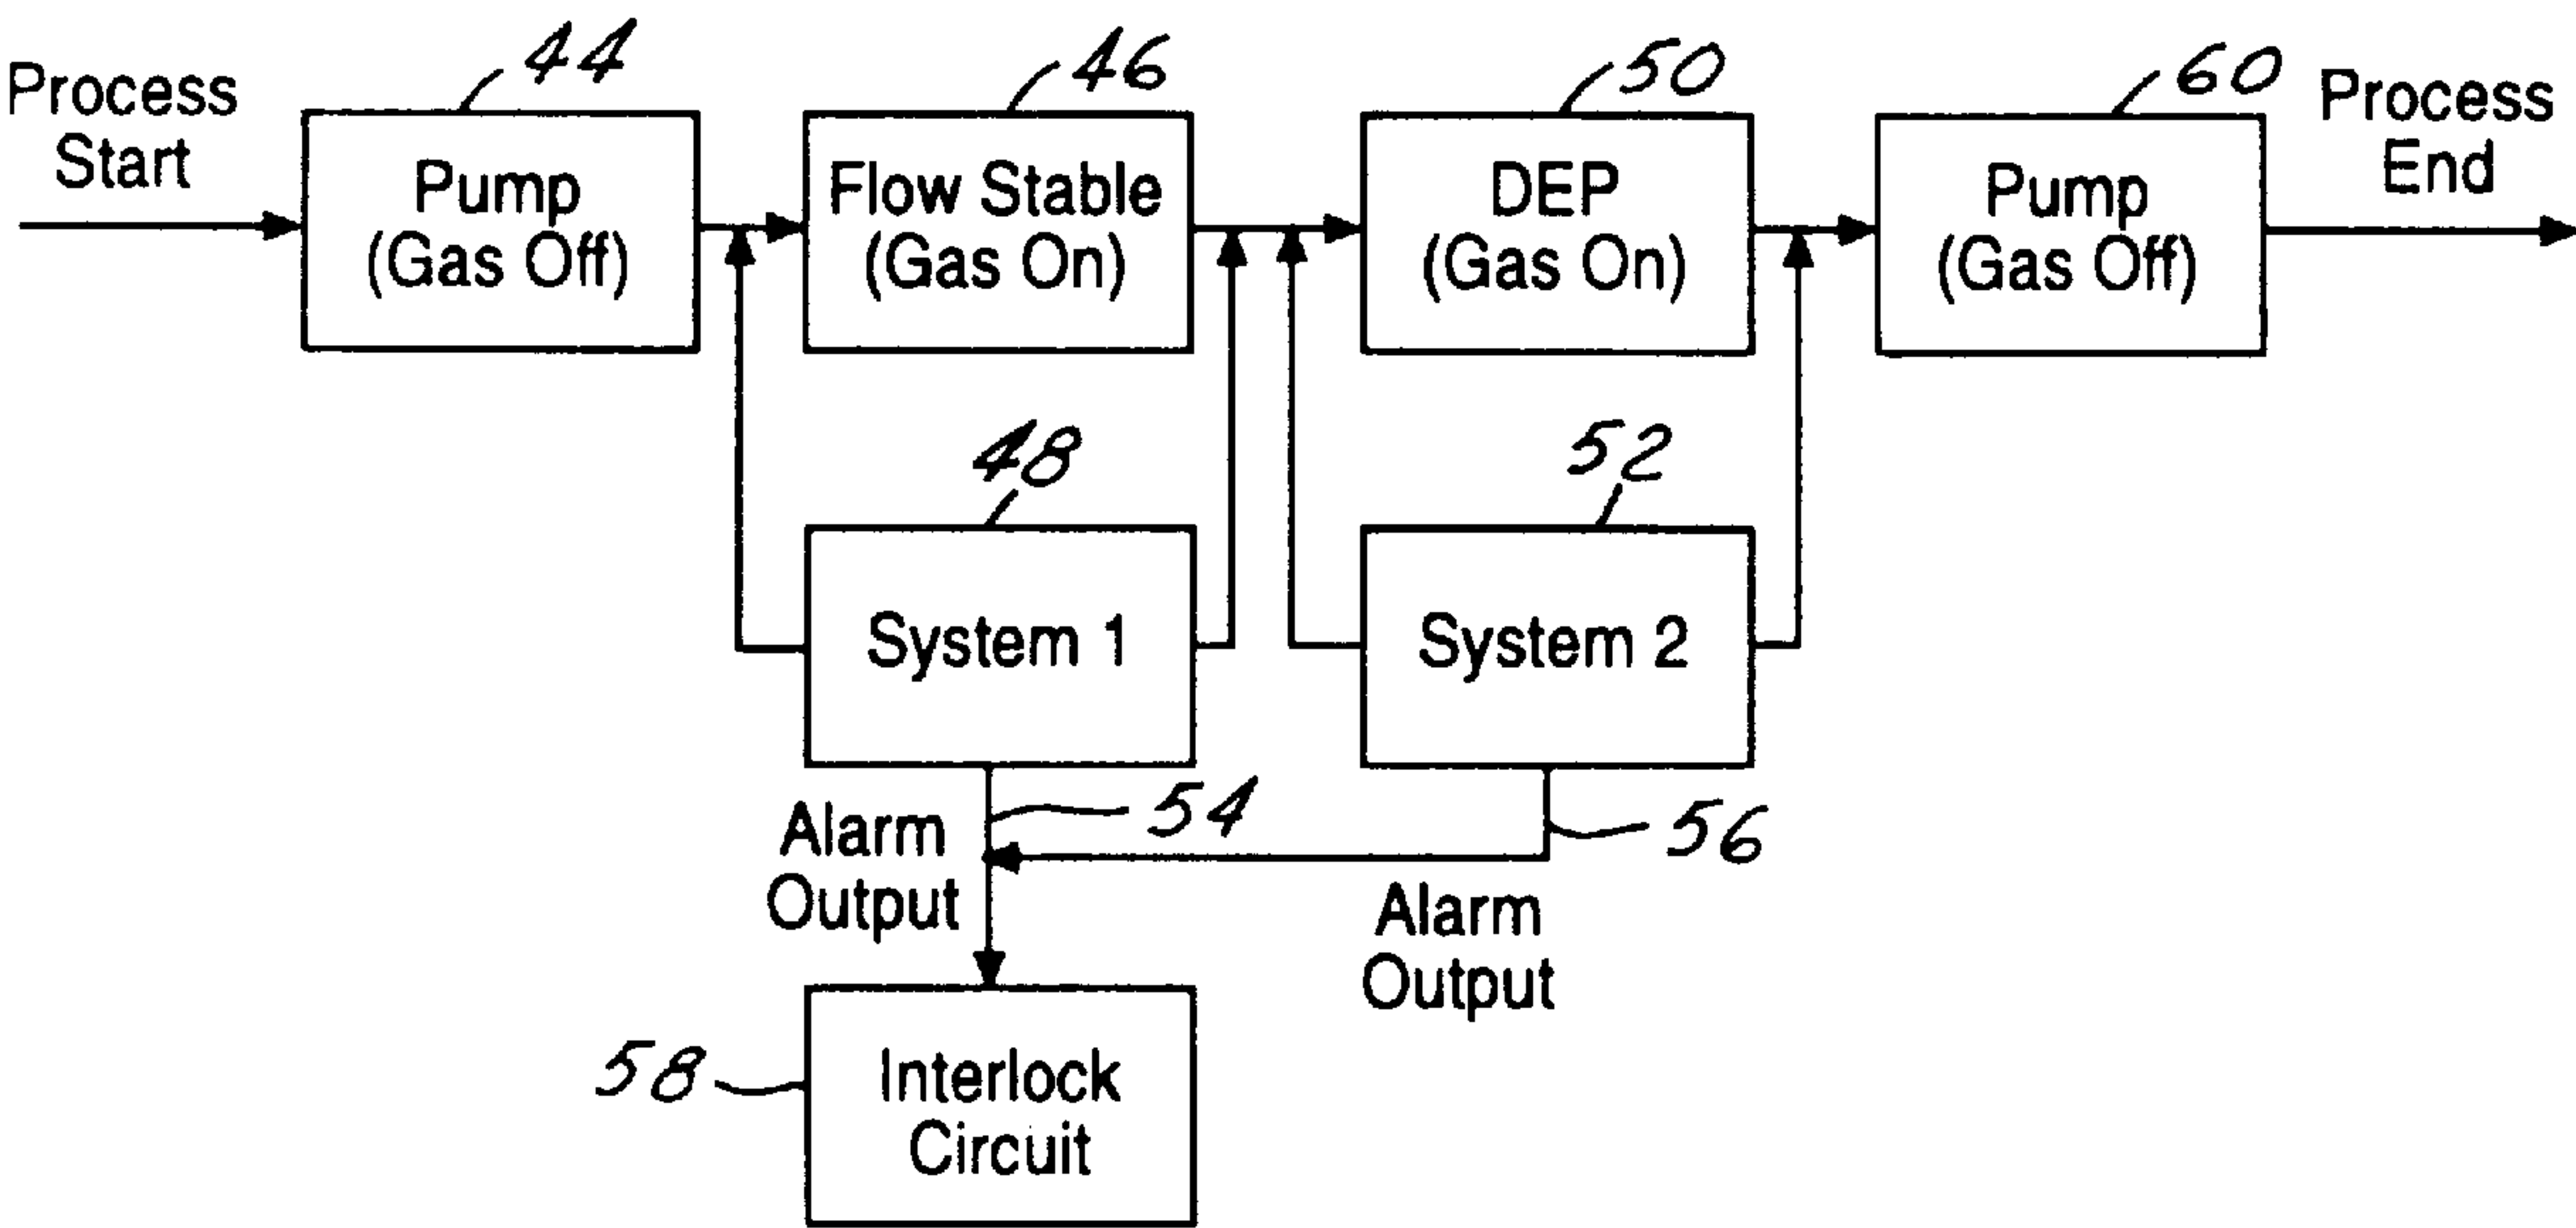 Process
Start
44
Pump
(Gas Off)
46
Flow Stable
(Gas On)
50
DEP
(Gas On)
60
Pump
(Gas Off)
Process
End
48
System 1
52
System 2
54
Alarm
Output
56
Alarm
Output
58
Interlock
Circuit